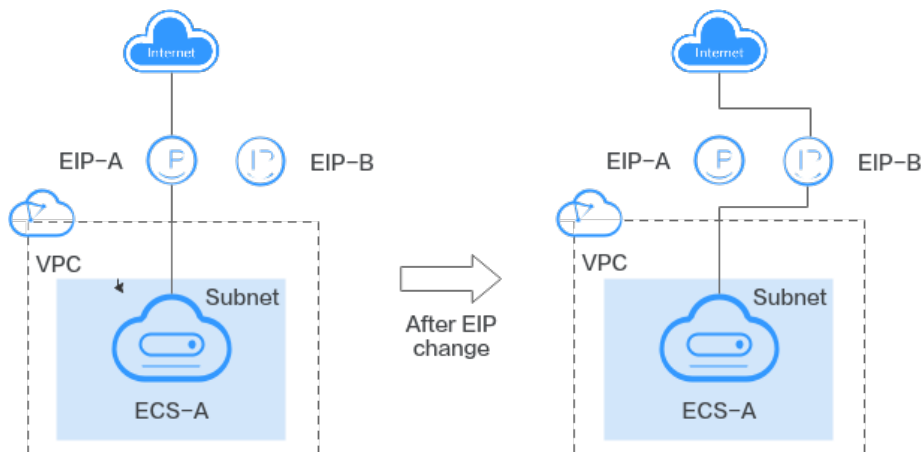 Internet
EIP-A
EIP-B
VPC
Subnet
ECS-A
After EIP
change
Internet
EIP-A
EIP-B
VPC
Subnet
ECS-A